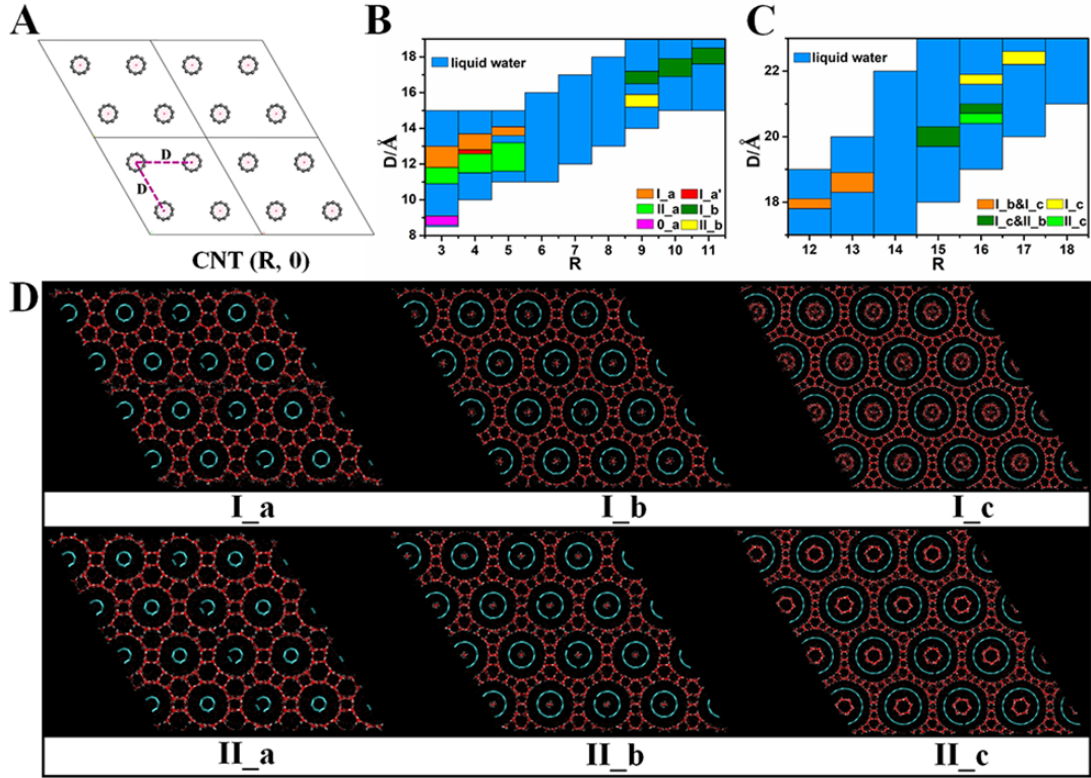 A
D
D
CNT (R, 0)
B
D/Å
18
16
14
12
10
8
liquid water
I_a
I_a'
II_a
I_b
0_a
II_b
3 4 5 6 7 8 9 10 11
R
C
D/Å
22
20
18
liquid water
I_b&I_c
I_c
I_c&II_b
II_c
12 13 14 15 16 17 18
R
D
I_a
I_b
I_c
II_a
II_b
II_c